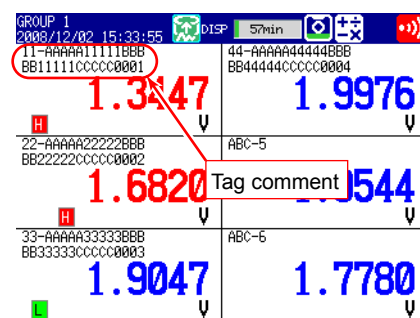 GROUP 1
2008/12/02 15:33:55
DISP
57min
11-AAAAA11111BBB
BB11111CCCCC0001
1.3447
V
H
44-AAAAA44444BBB
BB44444CCCCC0004
1.9976
V
22-AAAAA22222BBB
BB22222CCCCC0002
1.6820
V
H
ABC-5
0544
V
Tag comment
33-AAAAA33333BBB
BB33333CCCCC0003
1.9047
V
L
ABC-6
1.7780
V